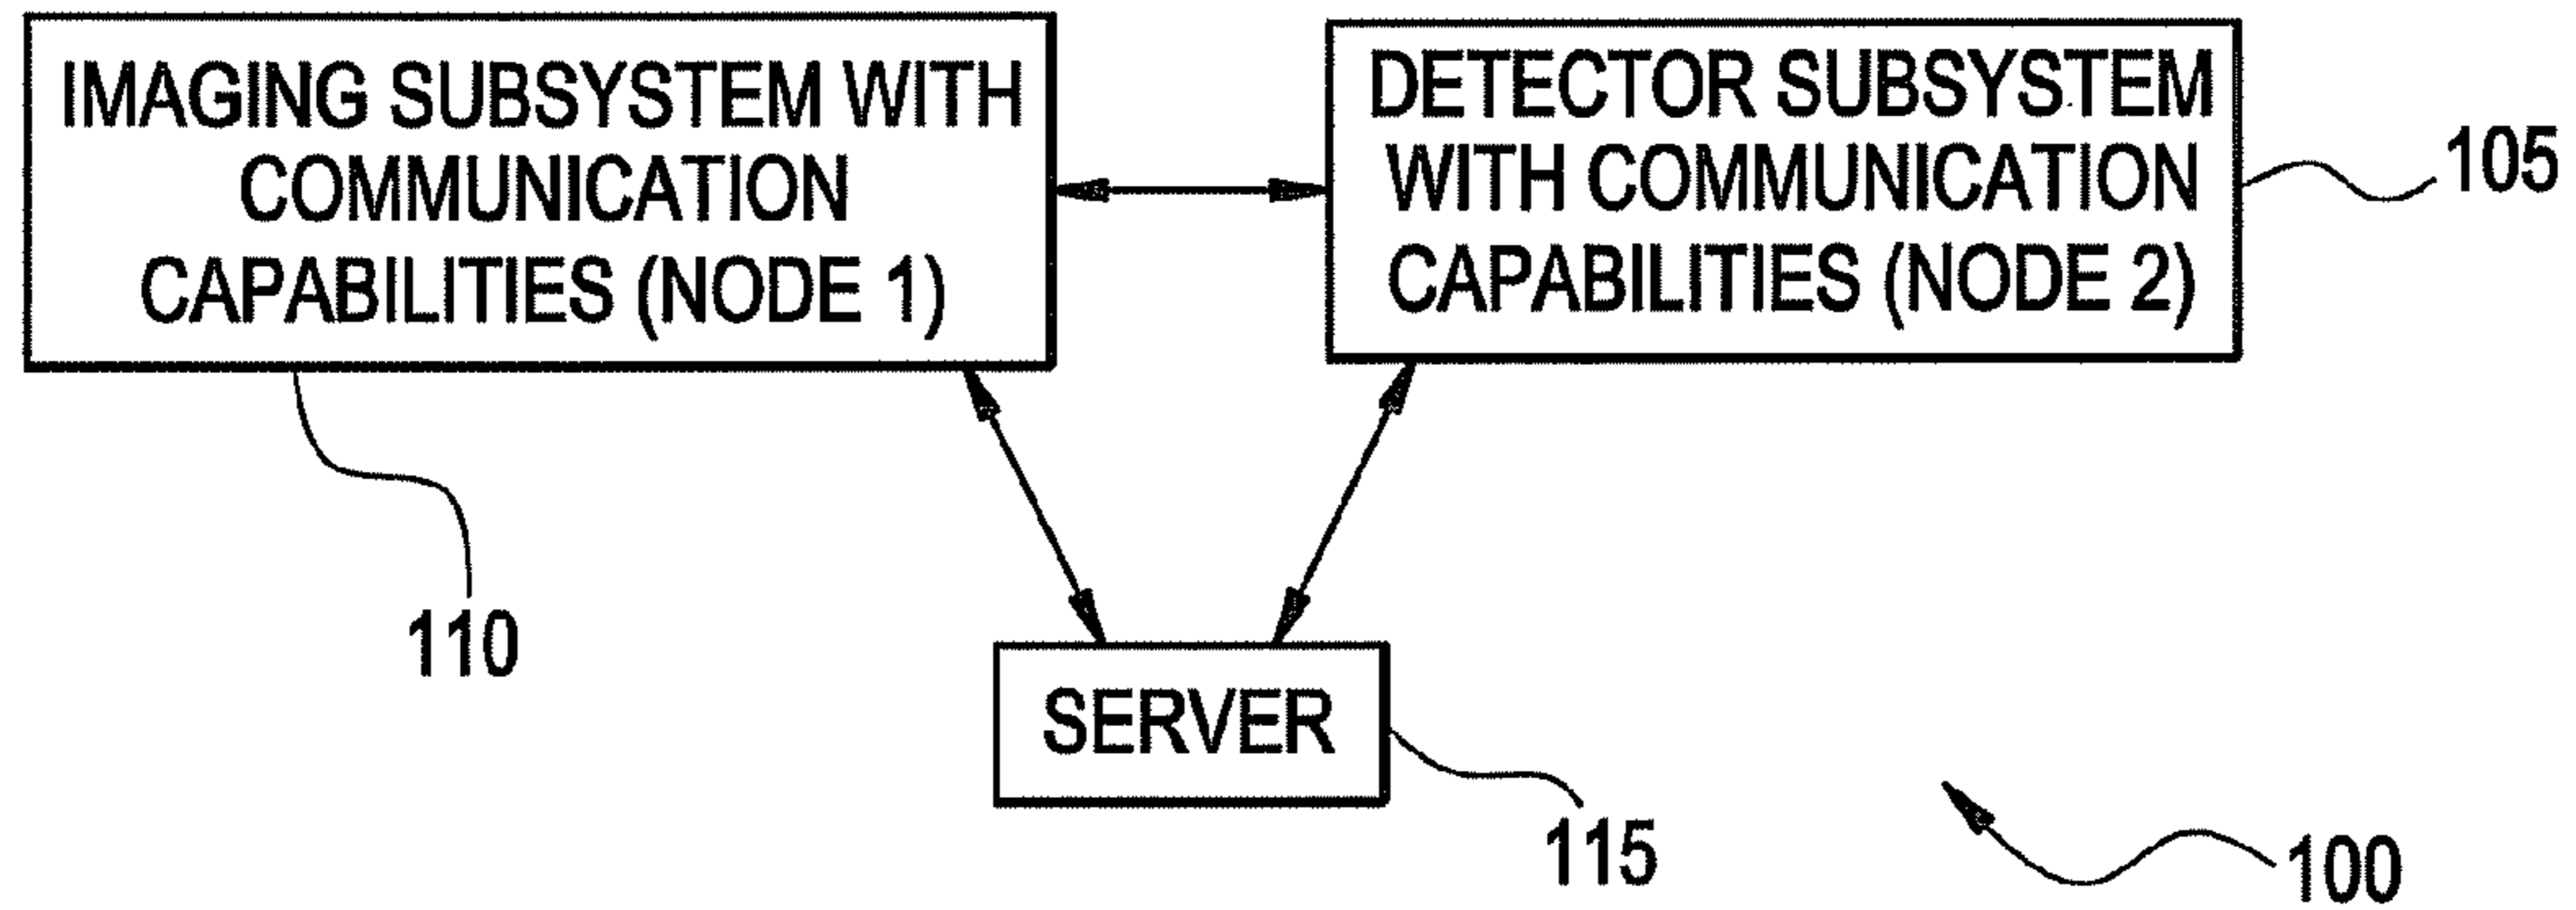 IMAGING SUBSYSTEM WITH
COMMUNICATION
CAPABILITIES (NODE 1)
DETECTOR SUBSYSTEM
WITH COMMUNICATION
CAPABILITIES (NODE 2)
105
110
SERVER
115
100